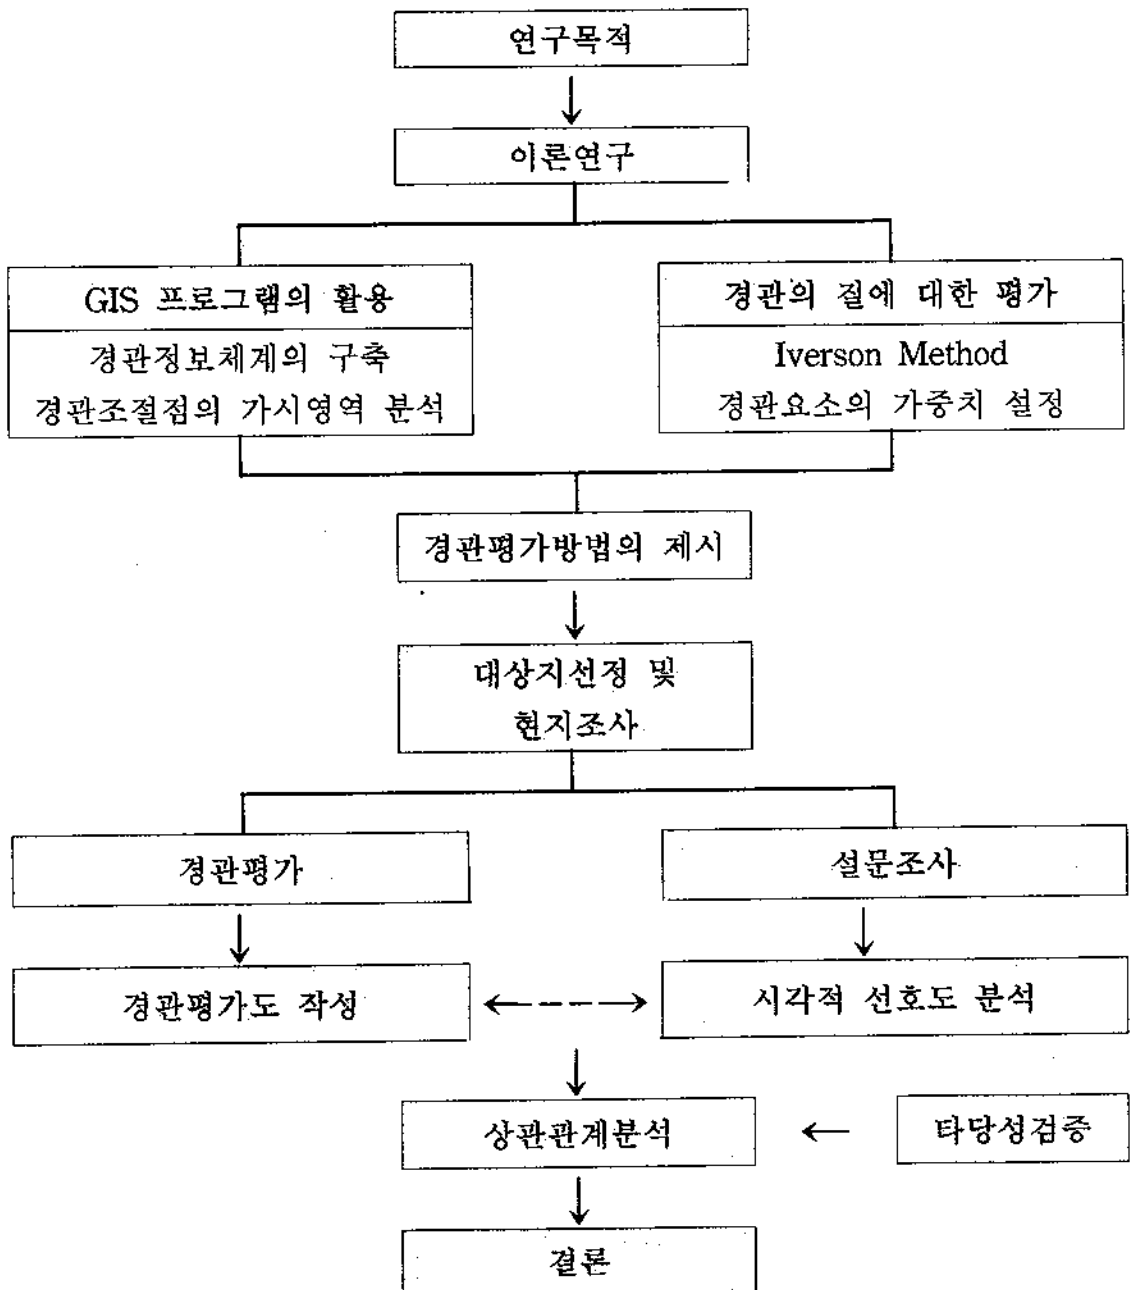 연구목적
이론연구
GIS 프로그램의 활용
경관정보체계의 구축
경관조절점의 가시영역 분석
경관의 질에 대한 평가
Iverson Method
경관요소의 가중치 설정
경관평가방법의 제시
대상지선정 및
현지조사
경관평가
설문조사
경관평가도 작성
시각적 선호도 분석
상관관계분석
타당성검증
결론